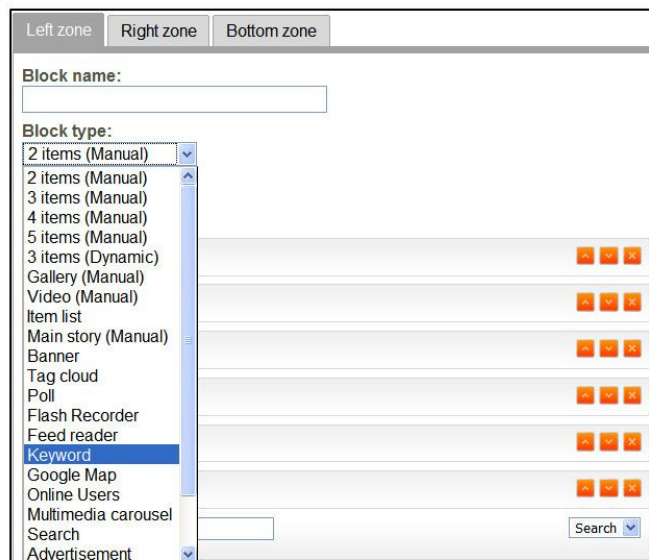 Left zone Right zone Bottom zone
Block name:
Block type:
2 items (Manual)
2 items (Manual)
3 items (Manual)
4 items (Manual)
5 items (Manual)
3 items (Dynamic)
Gallery (Manual)
Video (Manual)
Item list
Main story (Manual)
Banner
Tag cloud
Poll
Flash Recorder
Feed reader
Keyword
Google Map
Online Users
Multimedia carousel
Search
Search
Advertisement